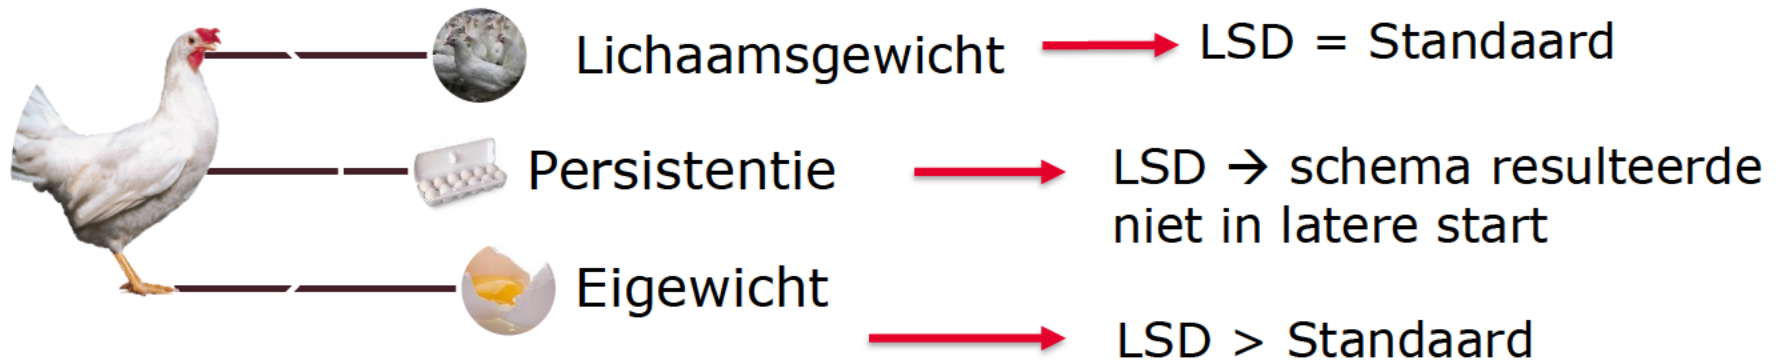 Lichaamsgewicht
LSD = Standaard
Persistentie
LSD → schema resulteerde
niet in latere start
Eigewicht
LSD > Standaard